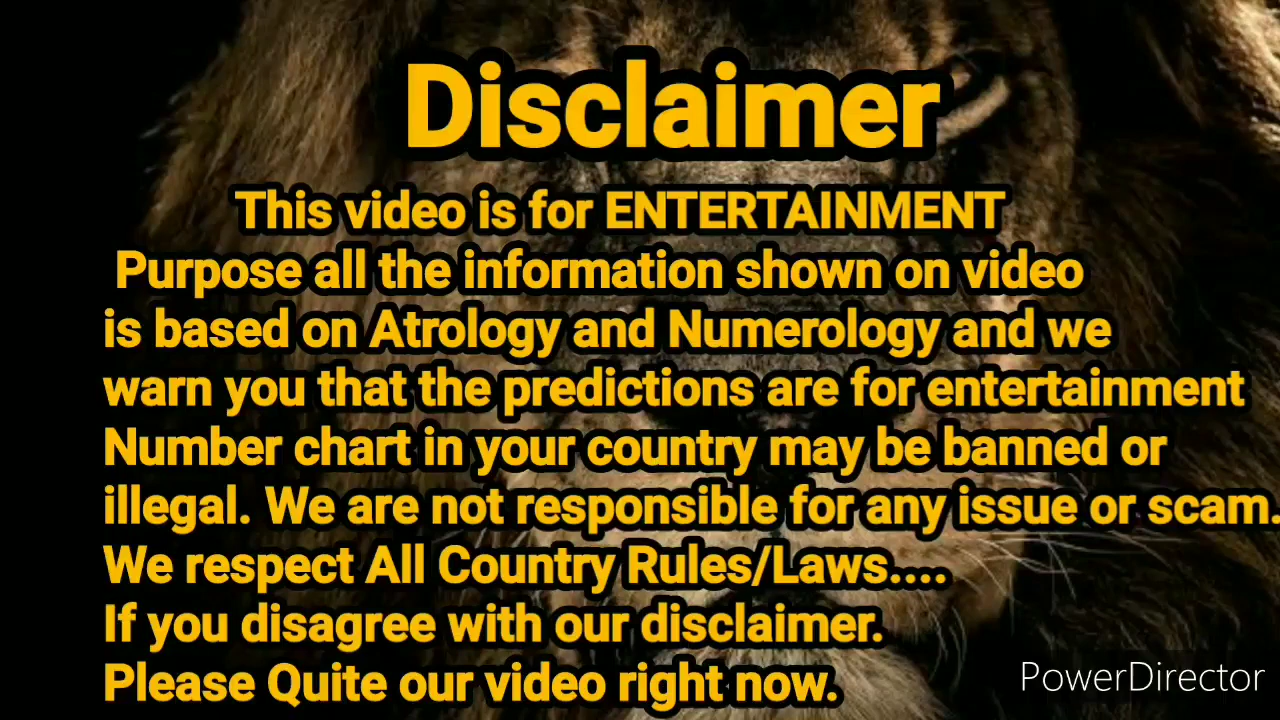 Disclaimer
This video is for ENTERTAINMENT
Purpose all the information shown on video
is based on Atrology and Numerology and we
warn you that the predictions are for entertainment
Number chart in your country may be banned or
illegal. We are not responsible for any issue or scam.
We respect All Country Rules/Laws....
If you disagree with our disclaimer.
Please Quite our video right now.
PowerDirector